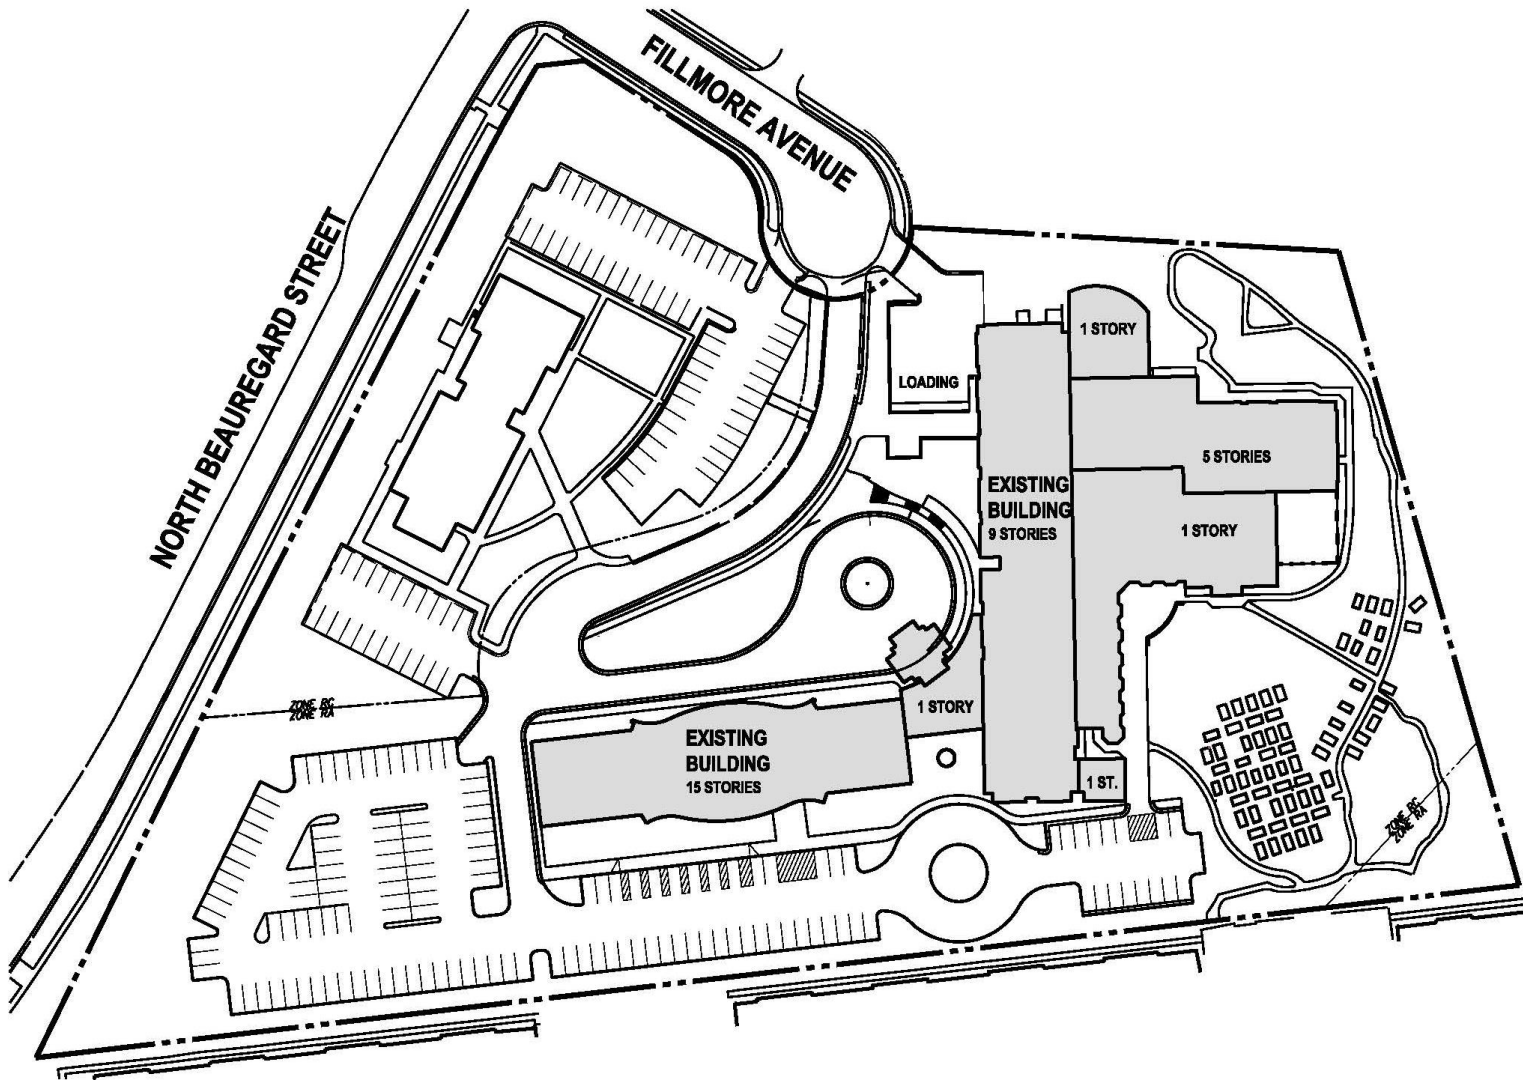 FILLMORE AVENUE
NORTH BEAUREGARD STREET
1 STORY
LOADING
5 STORIES
EXISTING
BUILDING
9 STORIES
1 STORY
ZONE RC
ZONE RA
1 STORY
EXISTING
BUILDING
15 STORIES
1 ST.
ZONE RC
ZONE RA